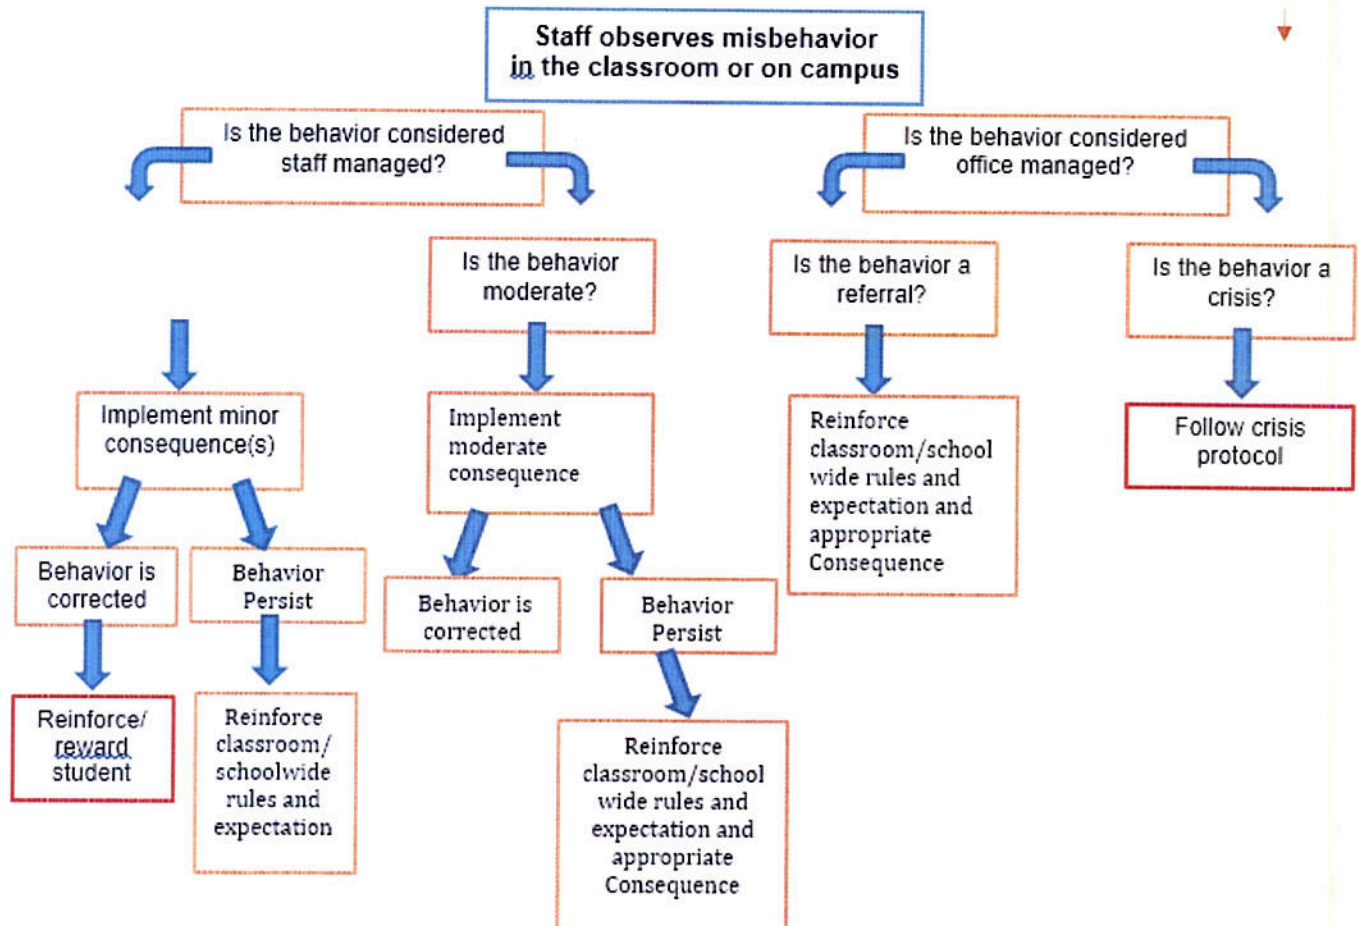 Staff observes misbehavior
in the classroom or on campus
Is the behavior considered
staff managed?
Is the behavior considered
office managed?
Is the behavior
moderate?
Is the behavior a
referral?
Is the behavior a
crisis?
Implement minor
consequence(s)
Implement
moderate
consequence
Reinforce
classroom/school
wide rules and
expectation and
appropriate
Consequence
Follow crisis
protocol
Behavior is
corrected
Behavior
Persist
Behavior is
corrected
Behavior
Persist
Reinforce/
reward
student
Reinforce
classroom/
schoolwide
rules and
expectation
Reinforce
classroom/school
wide rules and
expectation and
appropriate
Consequence